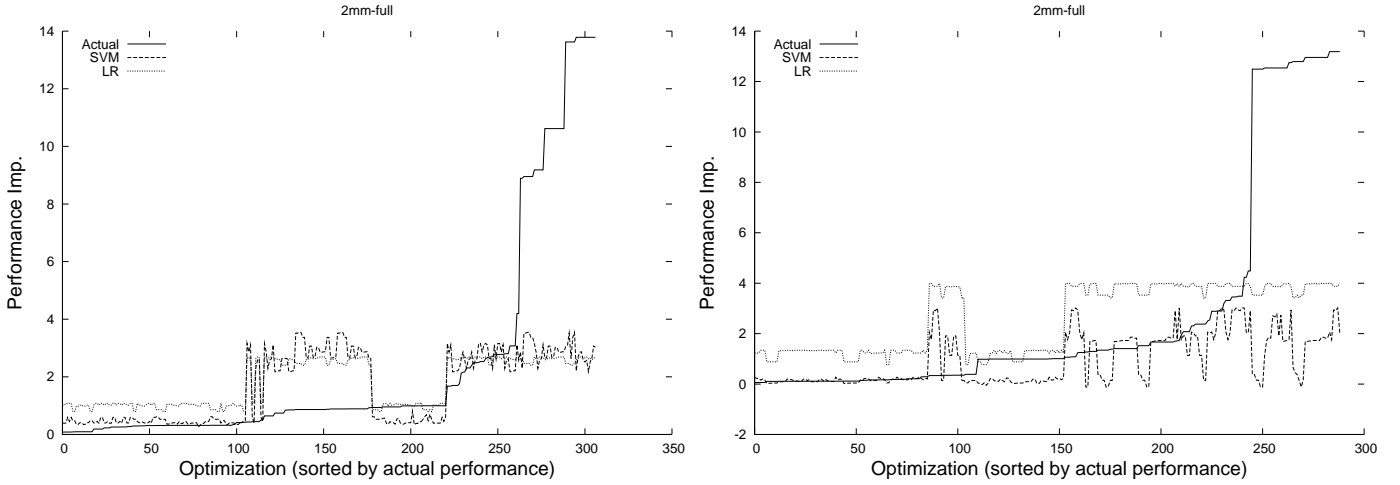 2mm-full
14
12
10
8
6
4
2
0
Performance Imp.
Actual
SVM
LR
0 50 100 150 200 250 300 350
Optimization (sorted by actual performance)
2mm-full
14
12
10
8
6
4
2
0
-2
Performance Imp.
Actual
SVM
LR
0 50 100 150 200 250 300
Optimization (sorted by actual performance)